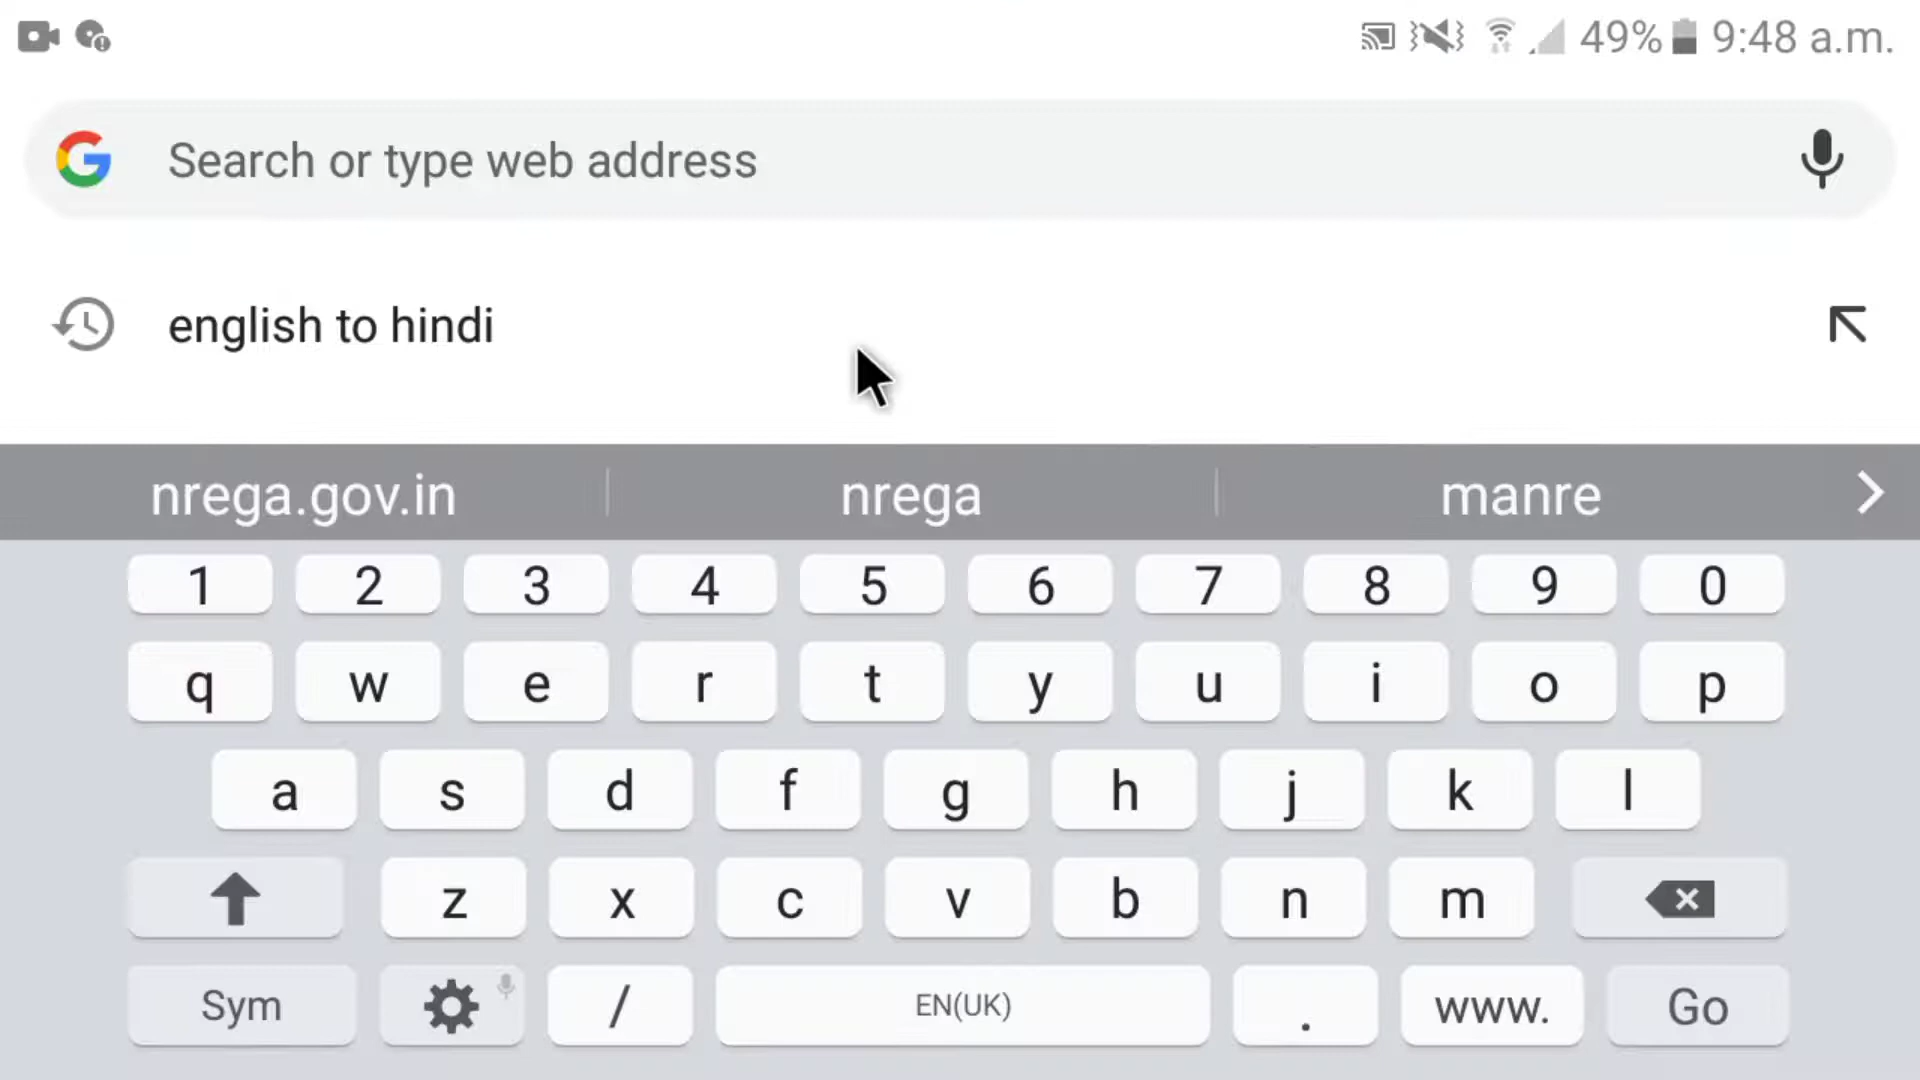 49% 9:48 a.m.
Search or type web address
english to hindi
nrega.gov.in nrega manre
1 2 3 4 5 6 7 8 9 0
q w e r t y u i o p
a s d f g h j k l
z x c v b n m
Sym / EN(UK) . www. Go